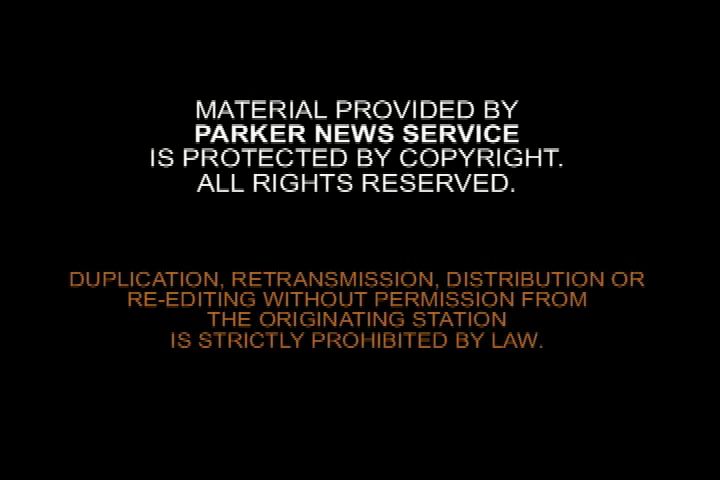 MATERIAL PROVIDED BY
PARKER NEWS SERVICE
IS PROTECTED BY COPYRIGHT.
ALL RIGHTS RESERVED.
DUPLICATION, RETRANSMISSION, DISTRIBUTION OR
RE-EDITING WITHOUT PERMISSION FROM
THE ORIGINATING STATION
IS STRICTLY PROHIBITED BY LAW.